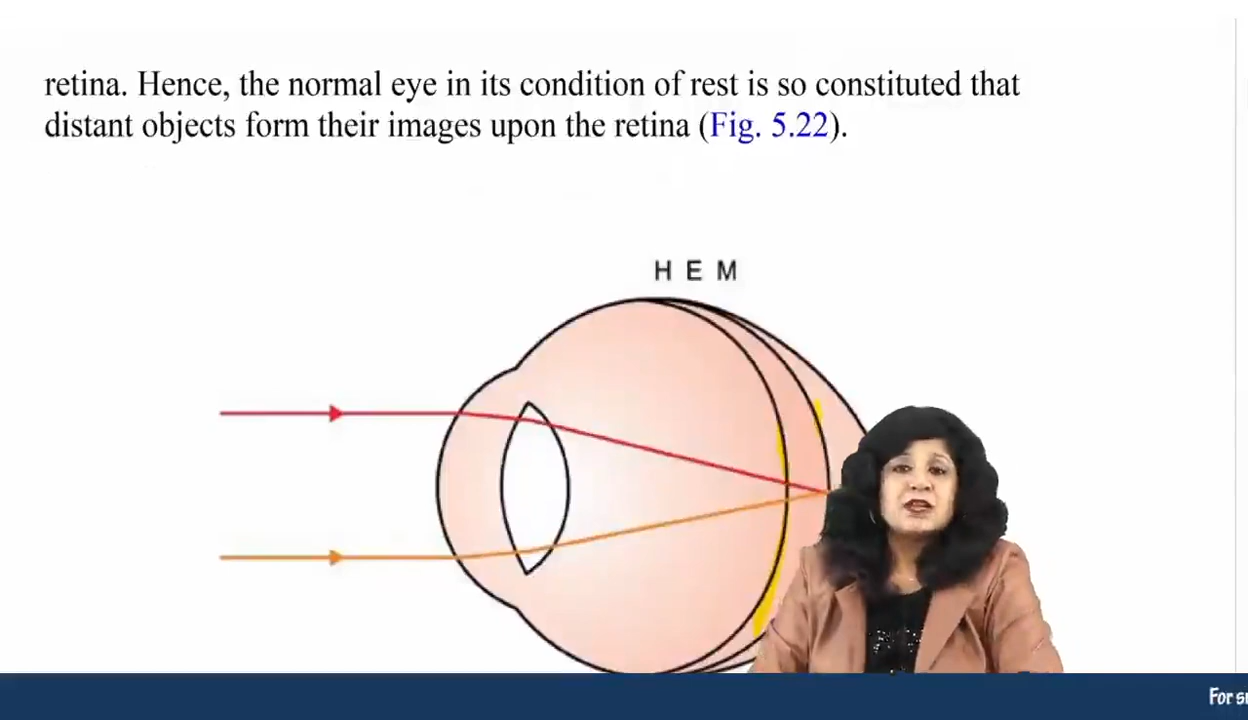 retina. Hence, the normal eye in its condition of rest is so constituted that
distant objects form their images upon the retina (Fig. 5.22).
H E M
For